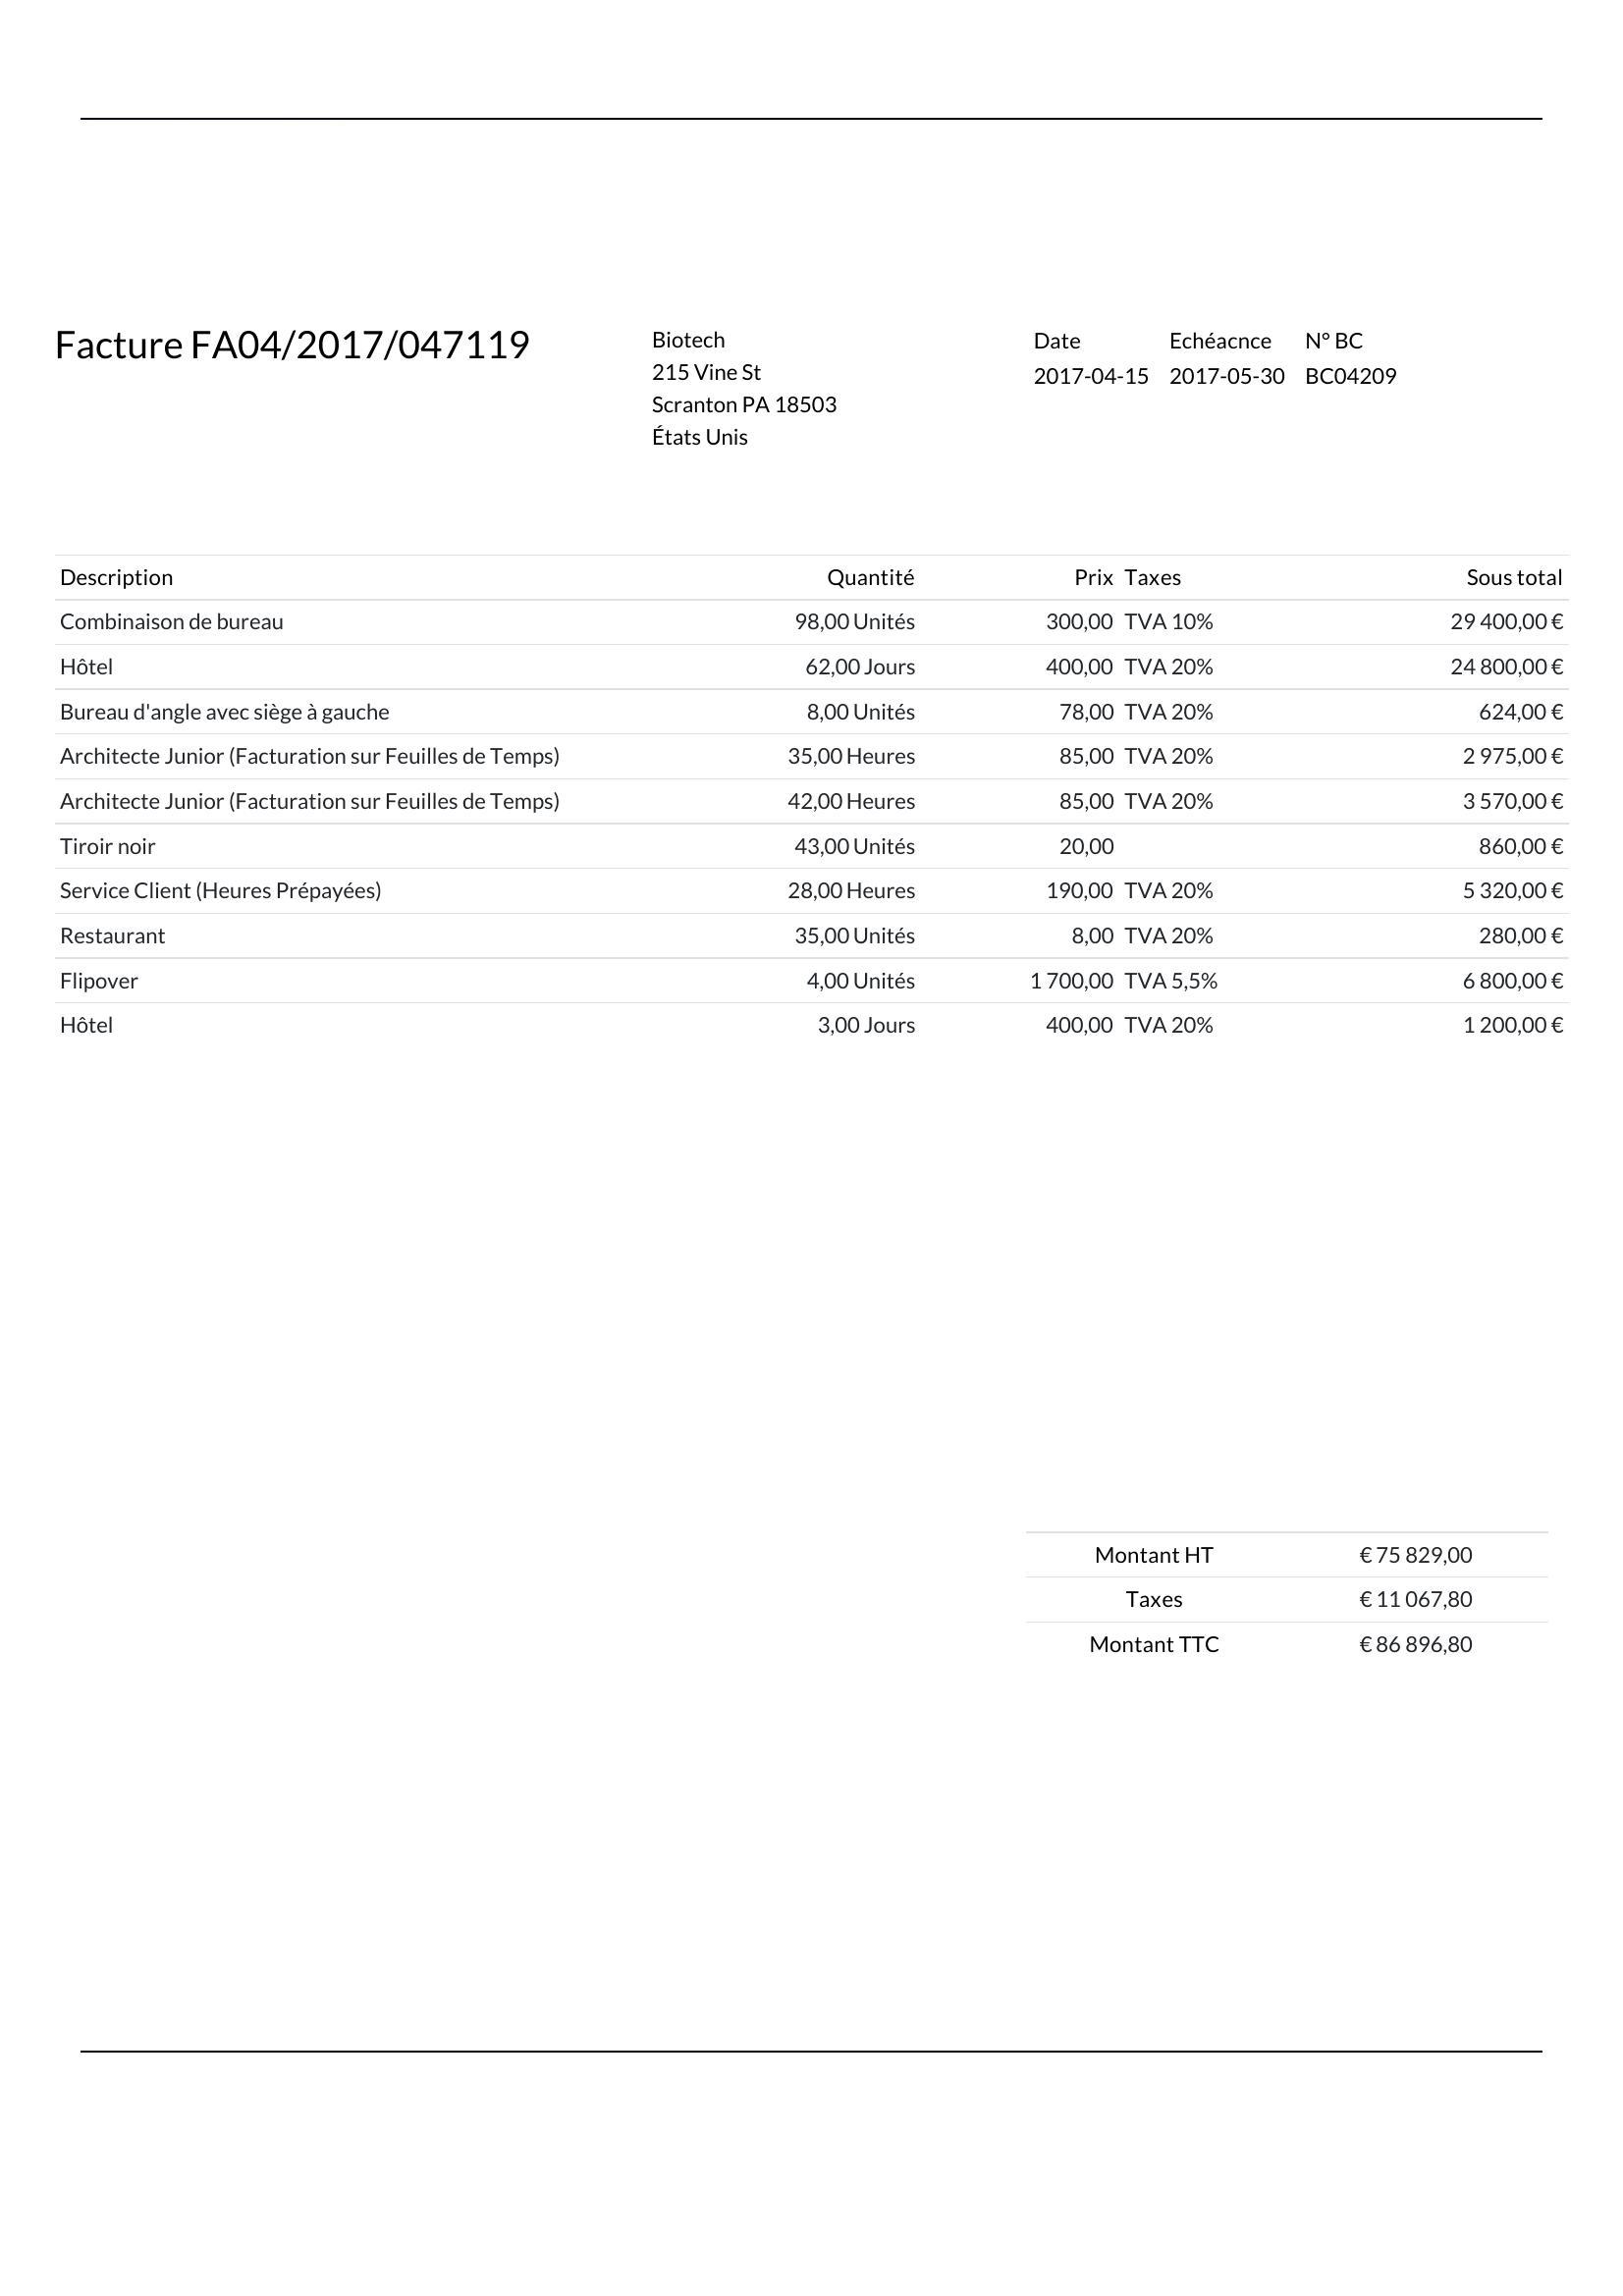 Facture FA04/2017/047119
Biotech
215 Vine St
Scranton PA 18503
États Unis
Date Echéacnce N° BC
2017-04-15 2017-05-30 BC04209
Description Quantité Prix Taxes Sous total
Combinaison de bureau 98,00 Unités 300,00 TVA 10% 29 400,00 €
Hôtel 62,00 Jours 400,00 TVA 20% 24 800,00 €
Bureau d'angle avec siège à gauche 8,00 Unités 78,00 TVA 20% 624,00 €
Architecte Junior (Facturation sur Feuilles de Temps) 35,00 Heures 85,00 TVA 20% 2 975,00 €
Architecte Junior (Facturation sur Feuilles de Temps) 42,00 Heures 85,00 TVA 20% 3 570,00 €
Tiroir noir 43,00 Unités 20,00 860,00 €
Service Client (Heures Prépayées) 28,00 Heures 190,00 TVA 20% 5 320,00 €
Restaurant 35,00 Unités 8,00 TVA 20% 280,00 €
Flipover 4,00 Unités 1 700,00 TVA 5,5% 6 800,00 €
Hôtel 3,00 Jours 400,00 TVA 20% 1 200,00 €
Montant HT € 75 829,00
Taxes € 11 067,80
Montant TTC € 86 896,80